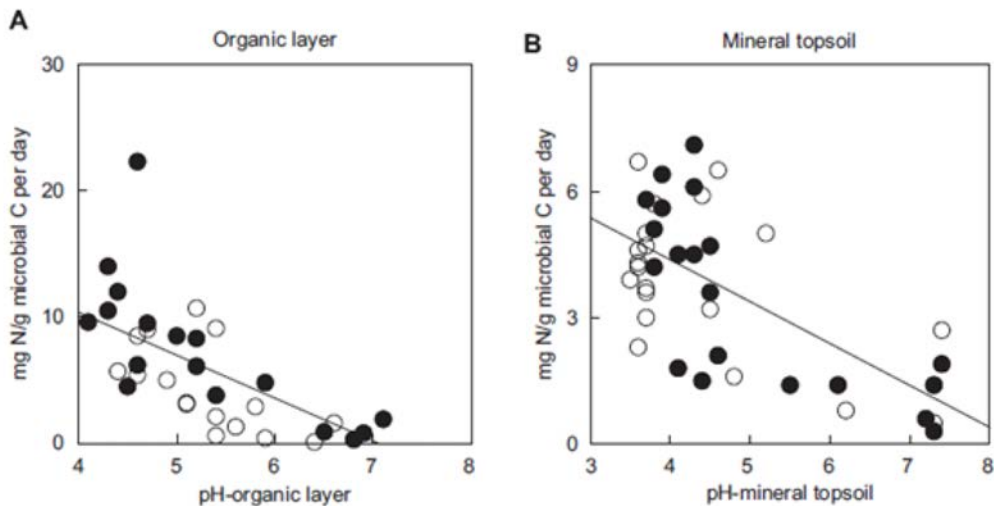 A
Organic layer
30
20
10
0
4
5
6
7
8
mg N/g microbial C per day
pH-organic layer
B
Mineral topsoil
9
6
3
0
3
4
5
6
7
8
mg N/g microbial C per day
pH-mineral topsoil